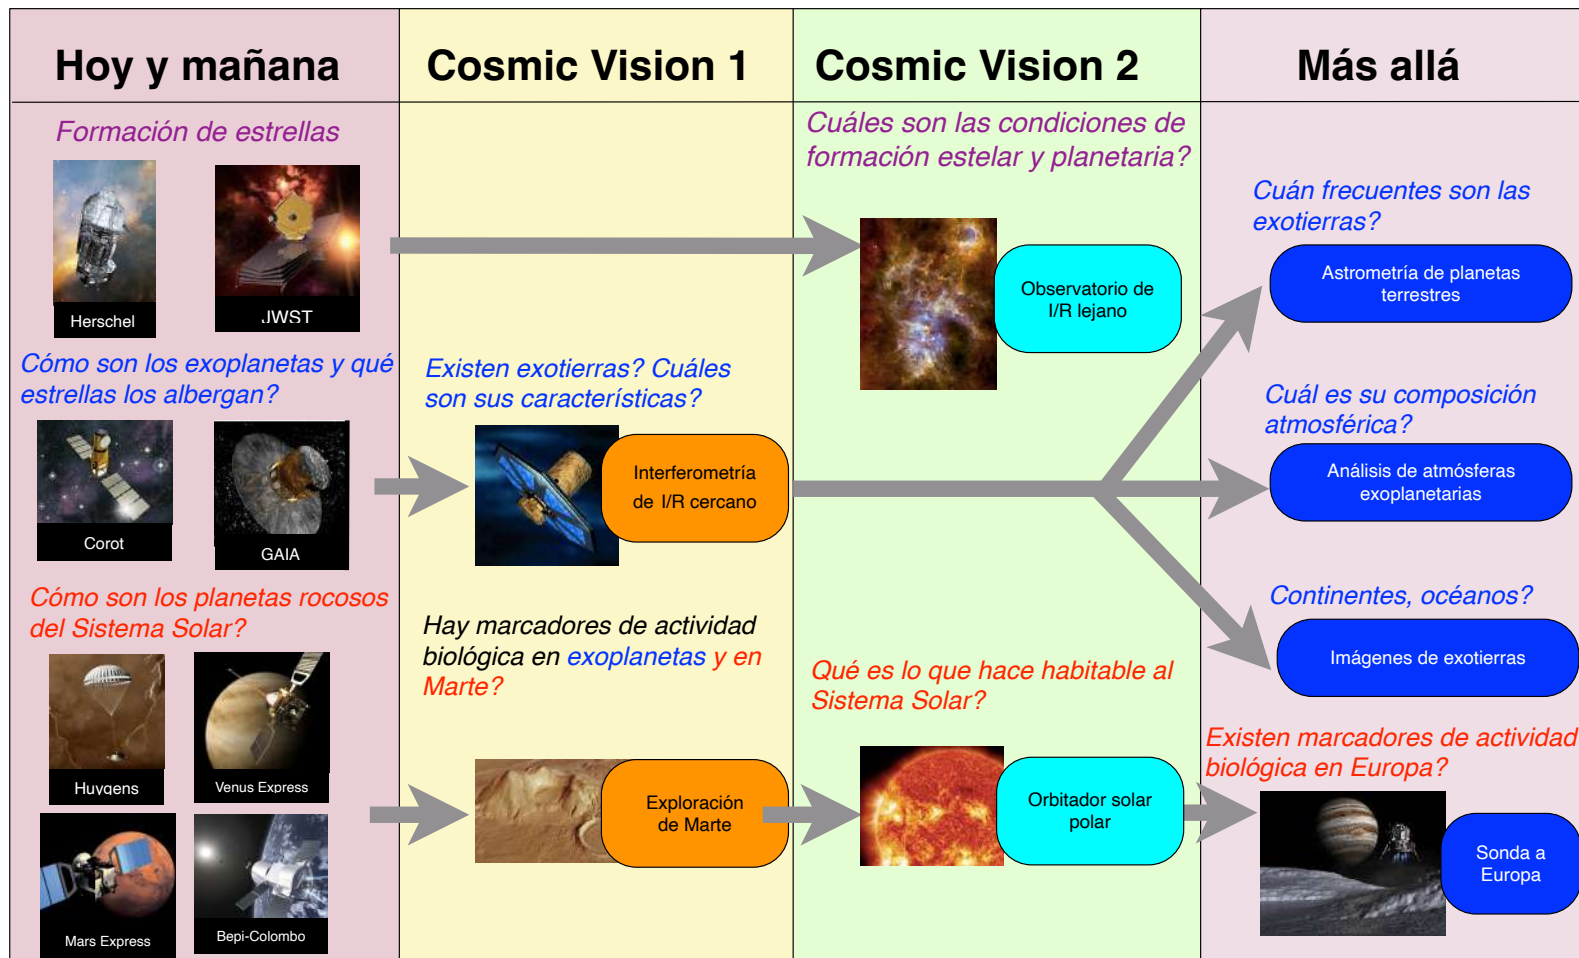 Hoy y mañana
Formación de estrellas
Herschel
JWST
Cómo son los exoplanetas y qué
estrellas los albergan?
Corot
GAIA
Cómo son los planetas rocosos
del Sistema Solar?
Huygens
Venus Express
Mars Express
Bepi-Colombo
Cosmic Vision 1
Existen exotierras? Cuáles
son sus características?
Interferometría
de I/R cercano
Hay marcadores de actividad
biológica en exoplanetas y en
Marte?
Exploración
de Marte
Cosmic Vision 2
Cuáles son las condiciones de
formación estelar y planetaria?
Observatorio de
I/R lejano
Qué es lo que hace habitable al
Sistema Solar?
Orbitador solar
polar
Más allá
Cuán frecuentes son las
exotierras?
Astrometría de planetas
terrestres
Cuál es su composición
atmosférica?
Análisis de atmósferas
exoplanetarias
Continentes, océanos?
Imágenes de exotierras
Existen marcadores de actividad
biológica en Europa?
Sonda a
Europa